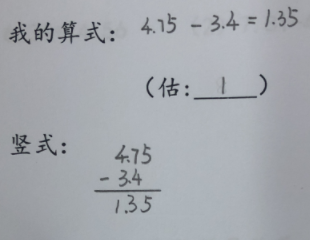 我的算式： 4.75 - 3.4 = 1.35
（估: 1 ）
竖式：
4.75
- 3.4
1.35